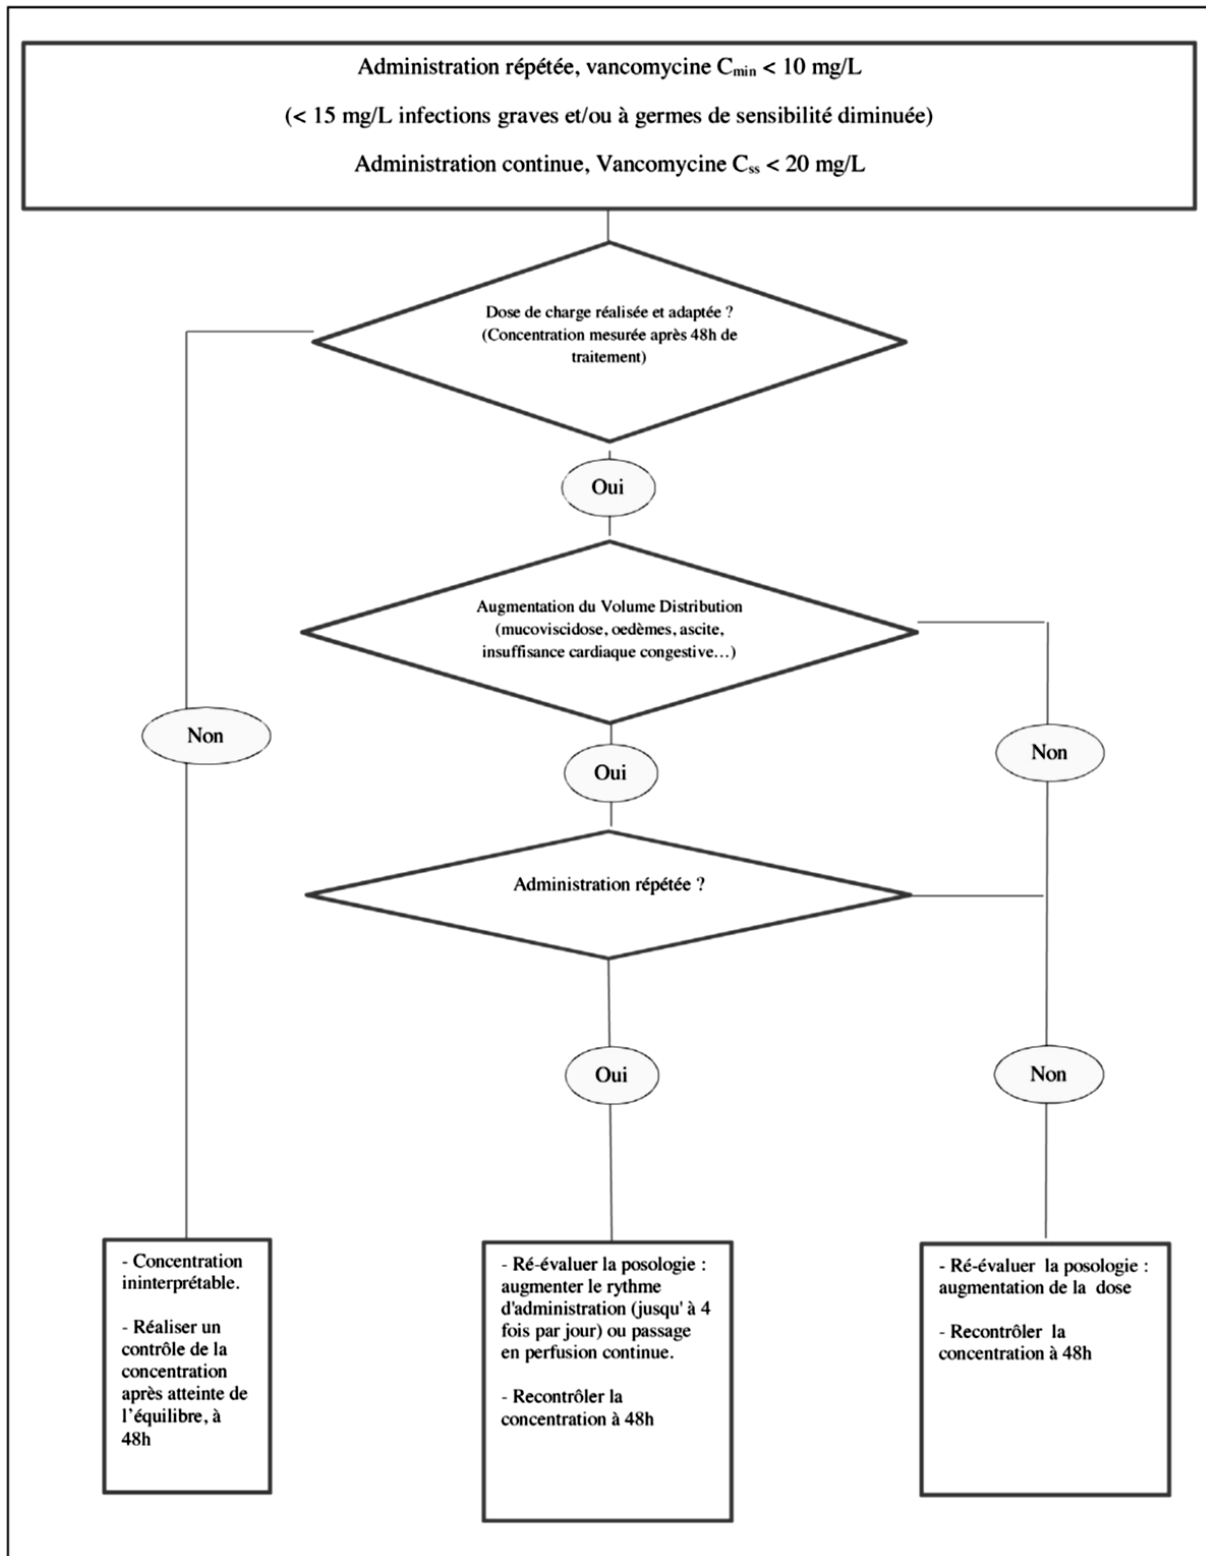 Administration répétée, vancomycine Cmin < 10 mg/L
(< 15 mg/L infections graves et/ou à germes de sensibilité diminuée)
Administration continue, Vancomycine Css < 20 mg/L
Dose de charge réalisée et adaptée ?
(Concentration mesurée après 48h de
traitement)
Oui
Augmentation du Volume Distribution
(mucoviscidose, oedèmes, ascite,
insuffisance cardiaque congestive…)
Non
Oui
Non
Administration répétée ?
Oui
Non
- Concentration
ininterprétable.
- Réaliser un
contrôle de la
concentration
après atteinte de
l'équilibre, à
48h
- Ré-évaluer la posologie :
augmenter le rythme
d'administration (jusqu' à 4
fois par jour) ou passage
en perfusion continue.
- Recontrôler la
concentration à 48h
- Ré-évaluer la posologie :
augmentation de la dose
- Recontrôler la
concentration à 48h